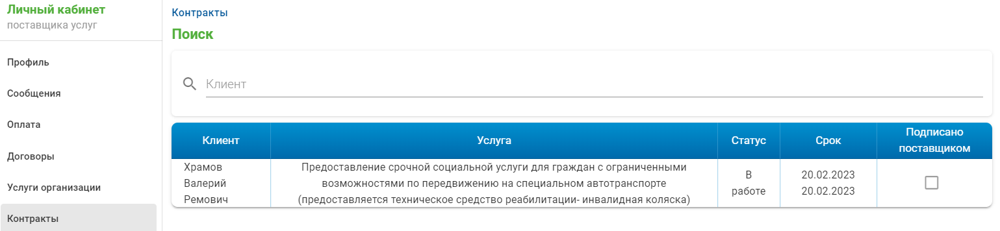 Личный кабинет
поставщика услуг
Профиль
Сообщения
Оплата
Договоры
Услуги организации
Контракты
Контракты
Поиск
Клиент
Клиент
Услуга
Статус
Срок
Подписано
поставщиком
Храмов
Валерий
Ремович
Предоставление срочной социальной услуги для граждан с ограниченными
возможностями по передвижению на специальном автотранспорте
(предоставляется техническое средство реабилитации- инвалидная коляска)
В
работе
20.02.2023
20.02.2023